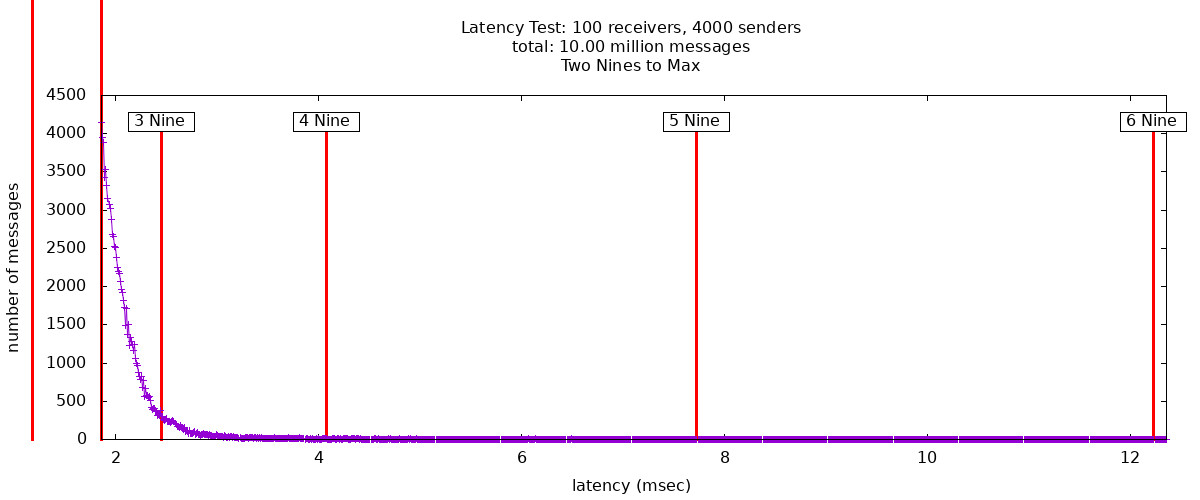 Latency Test: 100 receivers, 4000 senders
total: 10.00 million messages
Two Nines to Max
4500
4000
3500
3000
2500
2000
1500
1000
500
0
number of messages
3 Nine
4 Nine
5 Nine
6 Nine
2
4
6
8
10
12
latency (msec)